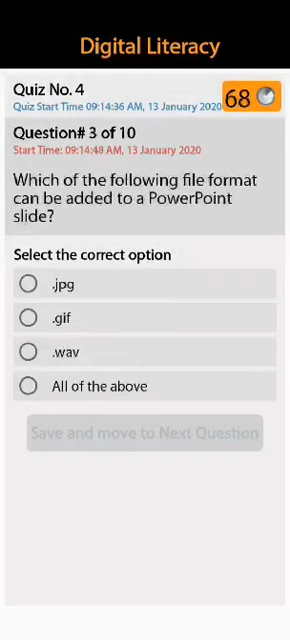 Digital Literacy
Quiz No. 4
68
Quiz Start Time 09:14:36 AM, 13 January 2020
Question# 3 of 10
Start Time: 09:14:48 AM, 13 January 2020
Which of the following file format
can be added to a PowerPoint
slide?
Select the correct option
.jpg
.gif
.wav
All of the above
Save and move to Next Question